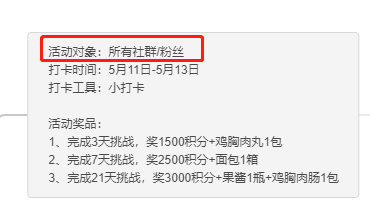 活动对象：所有社群/粉丝
打卡时间：5月11日-5月13日
打卡工具：小打卡
活动奖品：
1、完成3天挑战，奖1500积分+鸡胸肉丸1包
2、完成7天挑战，奖2500积分+面包1箱
3、完成21天挑战，奖3000积分+果酱1瓶+鸡胸肉肠1包